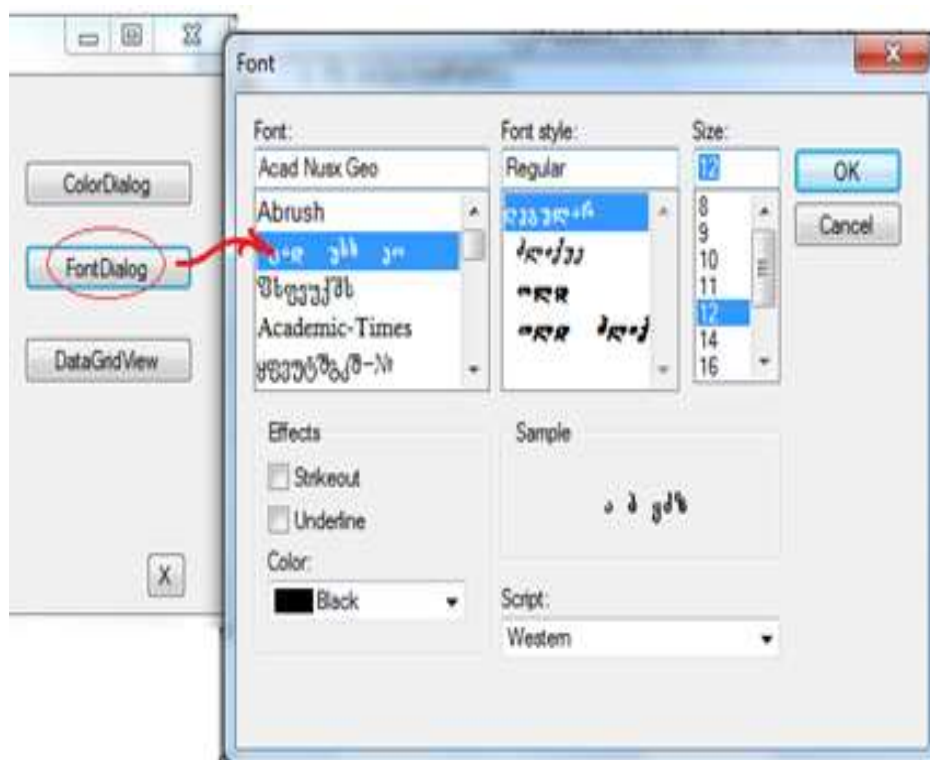 ColorDialog
FontDialog
DataGridView
X
Font
Font:
Acad Nusx Geo
Abrush
Academic-Times
Font style:
Regular
Size:
12
8
9
10
11
12
14
16
OK
Cancel
Effects
Strikeout
Underline
Color:
Black
Sample
Script:
Western